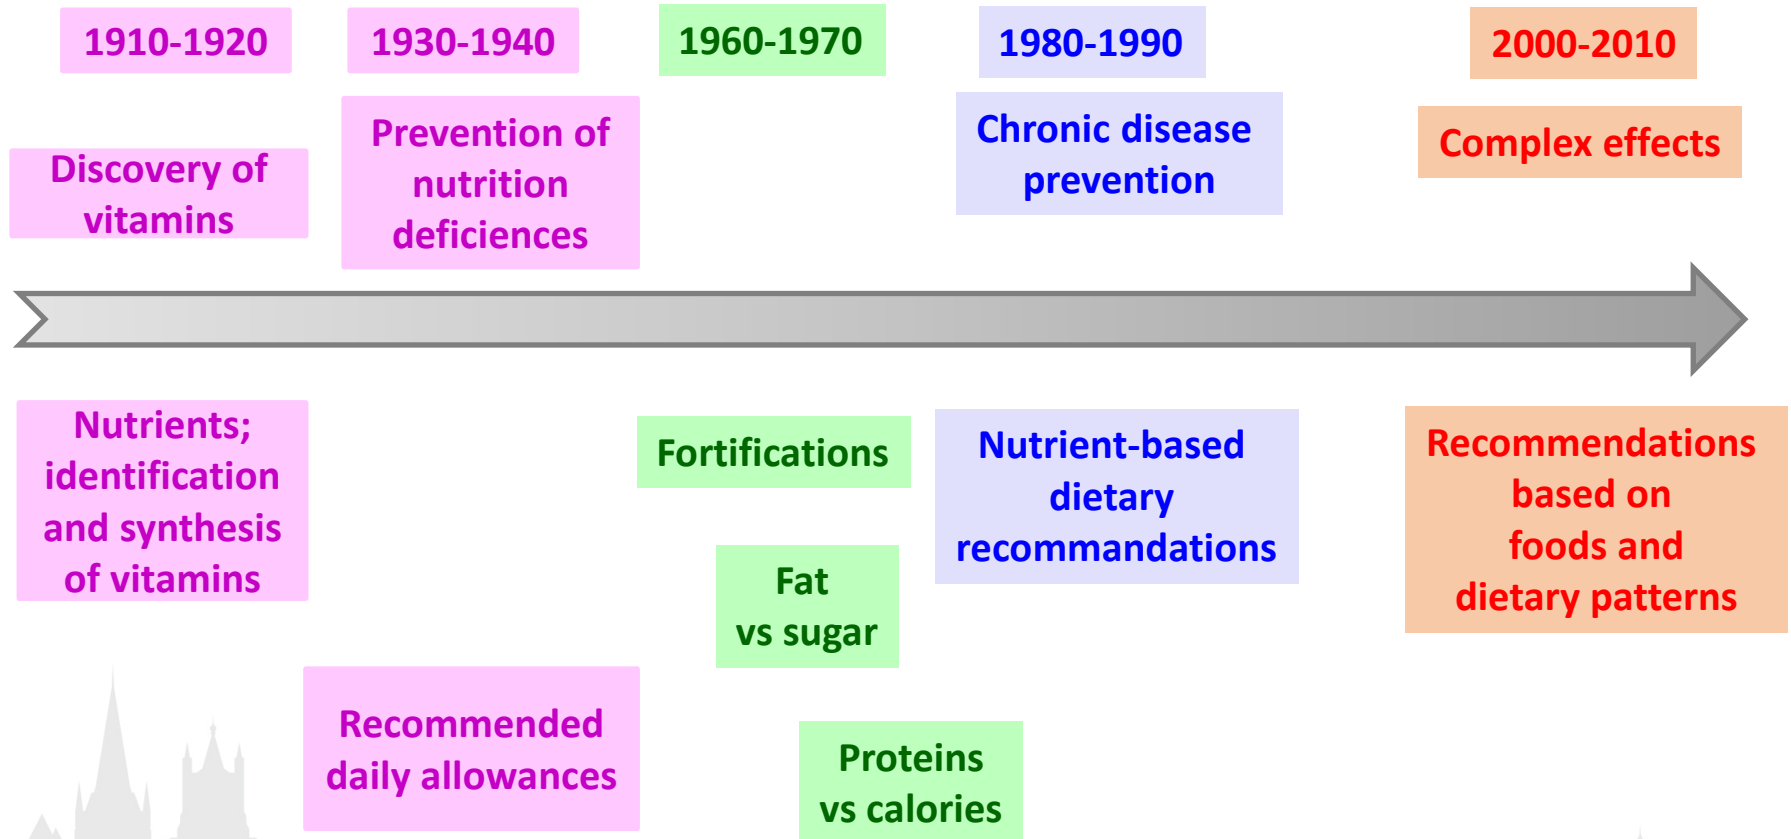 1910-1920
1930-1940
1960-1970
1980-1990
2000-2010
Discovery of
vitamins
Prevention of
nutrition
deficiences
Chronic disease
prevention
Complex effects
Nutrients;
identification
and synthesis
of vitamins
Recommended
daily allowances
Fortifications
Fat
vs sugar
Proteins
vs calories
Nutrient-based
dietary
recommandations
Recommendations
based on
foods and
dietary patterns